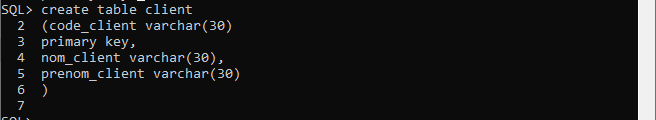 SQL> create table client
2 (code_client varchar(30)
3 primary key,
4 nom_client varchar(30),
5 prenom_client varchar(30)
6 )
7
SQL>